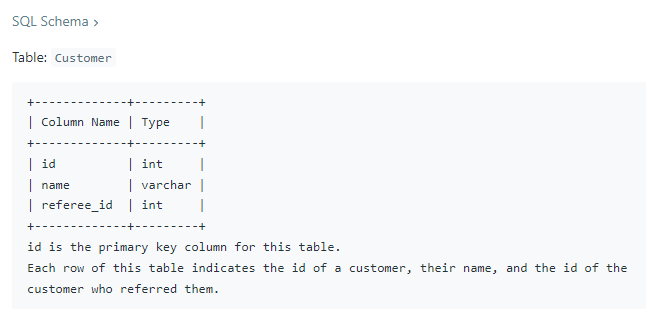 SQL Schema >
Table: Customer
+-------------+---------+
| Column Name | Type    |
+-------------+---------+
| id          | int     |
| name        | varchar |
| referee_id  | int     |
+-------------+---------+
id is the primary key column for this table.
Each row of this table indicates the id of a customer, their name, and the id of the
customer who referred them.